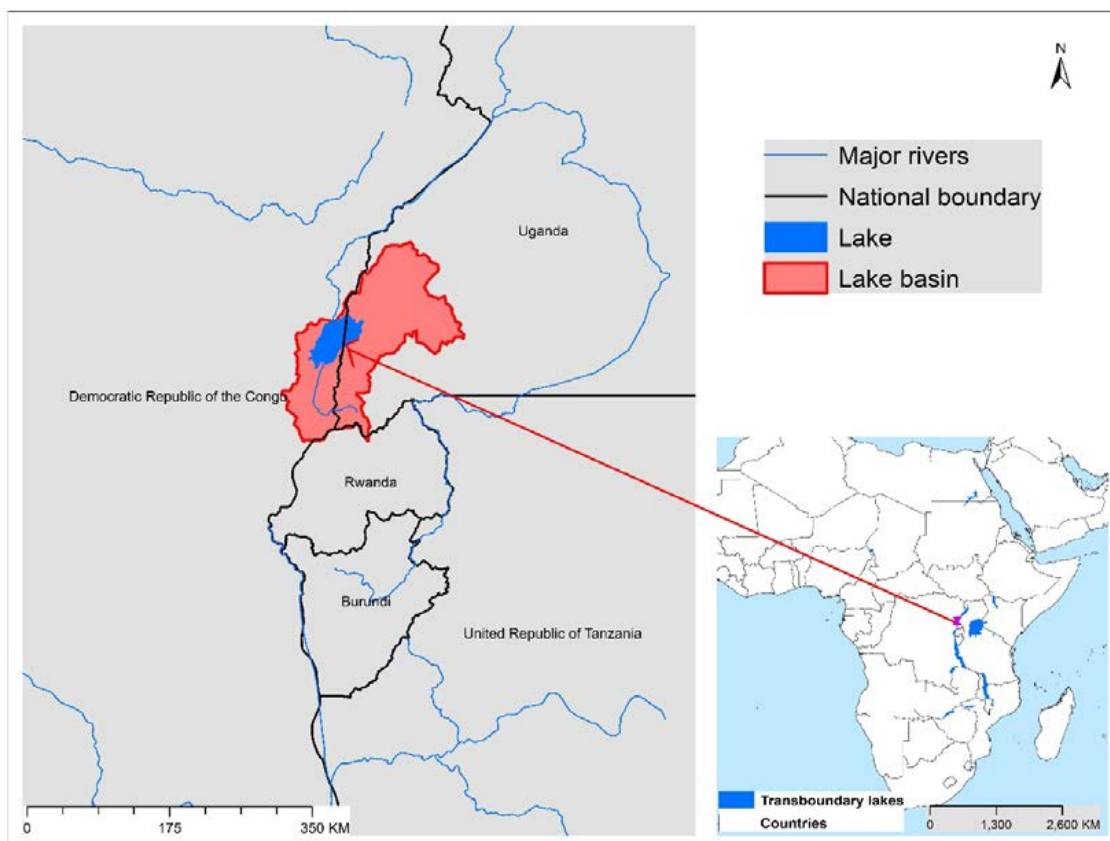 N
Major rivers
National boundary
Lake
Lake basin
Uganda
Democratic Republic of the Congo
Rwanda
Burundi
United Republic of Tanzania
0 175 350 KM
Transboundary lakes
Countries
0 1,300 2,600 KM